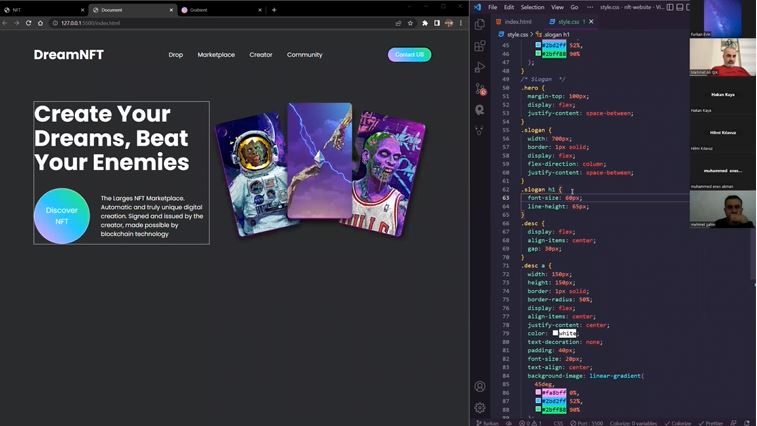 NFT
Document
Gradient
127.0.0.1:5500/index.html
DreamNFT
Drop
Marketplace
Creator
Community
Contact US
Create Your
Dreams, Beat
Your Enemies
Discover
NFT
The Larges NFT Marketplace.
Automatic and truly unique digital
creation. Signed and issued by the
creator, made possible by
blockchain technology
File Edit Selection View Go ··· style.css - nft-website - Vi...
index.html
style.css 1
style.css > .slogan h1
45 #2bd2ff 52%,
46 #2bff88 90%
47 );
48 }
49 /* Slogan */
50 .hero {
51 margin-top: 100px;
52 display: flex;
53 justify-content: space-between;
54 }
55 .slogan {
56 width: 700px;
57 border: 1px solid;
58 display: flex;
59 flex-direction: column;
60 justify-content: space-between;
61 }
62 .slogan h1 {
63 font-size: 60px;
64 line-height: 65px;
65 }
66 .desc {
67 display: flex;
68 align-items: center;
69 gap: 30px;
70 }
71 .desc a {
72 width: 150px;
73 height: 150px;
74 border: 1px solid;
75 border-radius: 50%;
76 display: flex;
77 align-items: center;
78 justify-content: center;
79 color: white;
80 text-decoration: none;
81 padding: 40px;
82 font-size: 20px;
83 text-align: center;
84 background-image: linear-gradient(
85 45deg,
86 #fa8bff 0%,
87 #2bd2ff 52%,
88 #2bff88 90%
furkan
0 1
CSS
Port : 5500
Colorize: 0 variables
Colorize
Prettier
Furkan Evin
Hakan Kaya
Hakan Kaya
Hilmi Kılavuz
Hilmi Kılavuz
muhammed enes...
muhammed enes akman
mehmet şahin